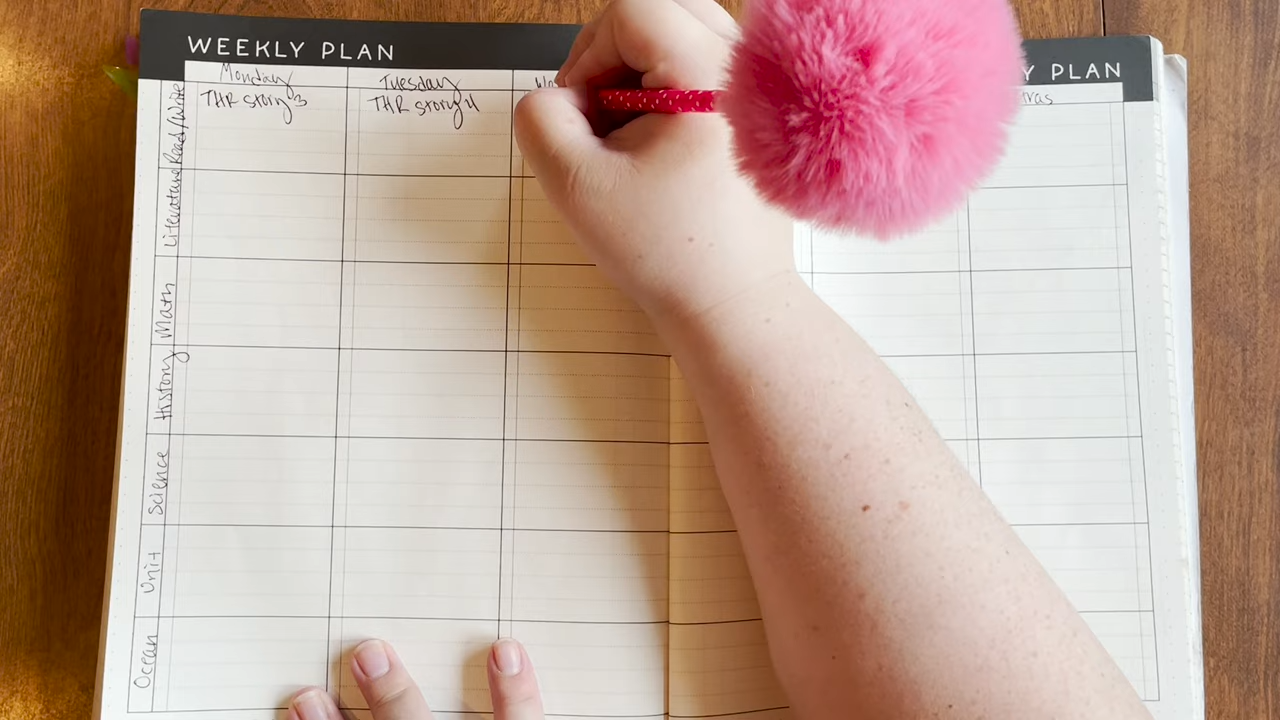 WEEKLY PLAN
Y PLAN
Monday
Tuesday
THR story 3
THR story 4
Read/Write
Literature
Math
History
Science
Unit
Ocean